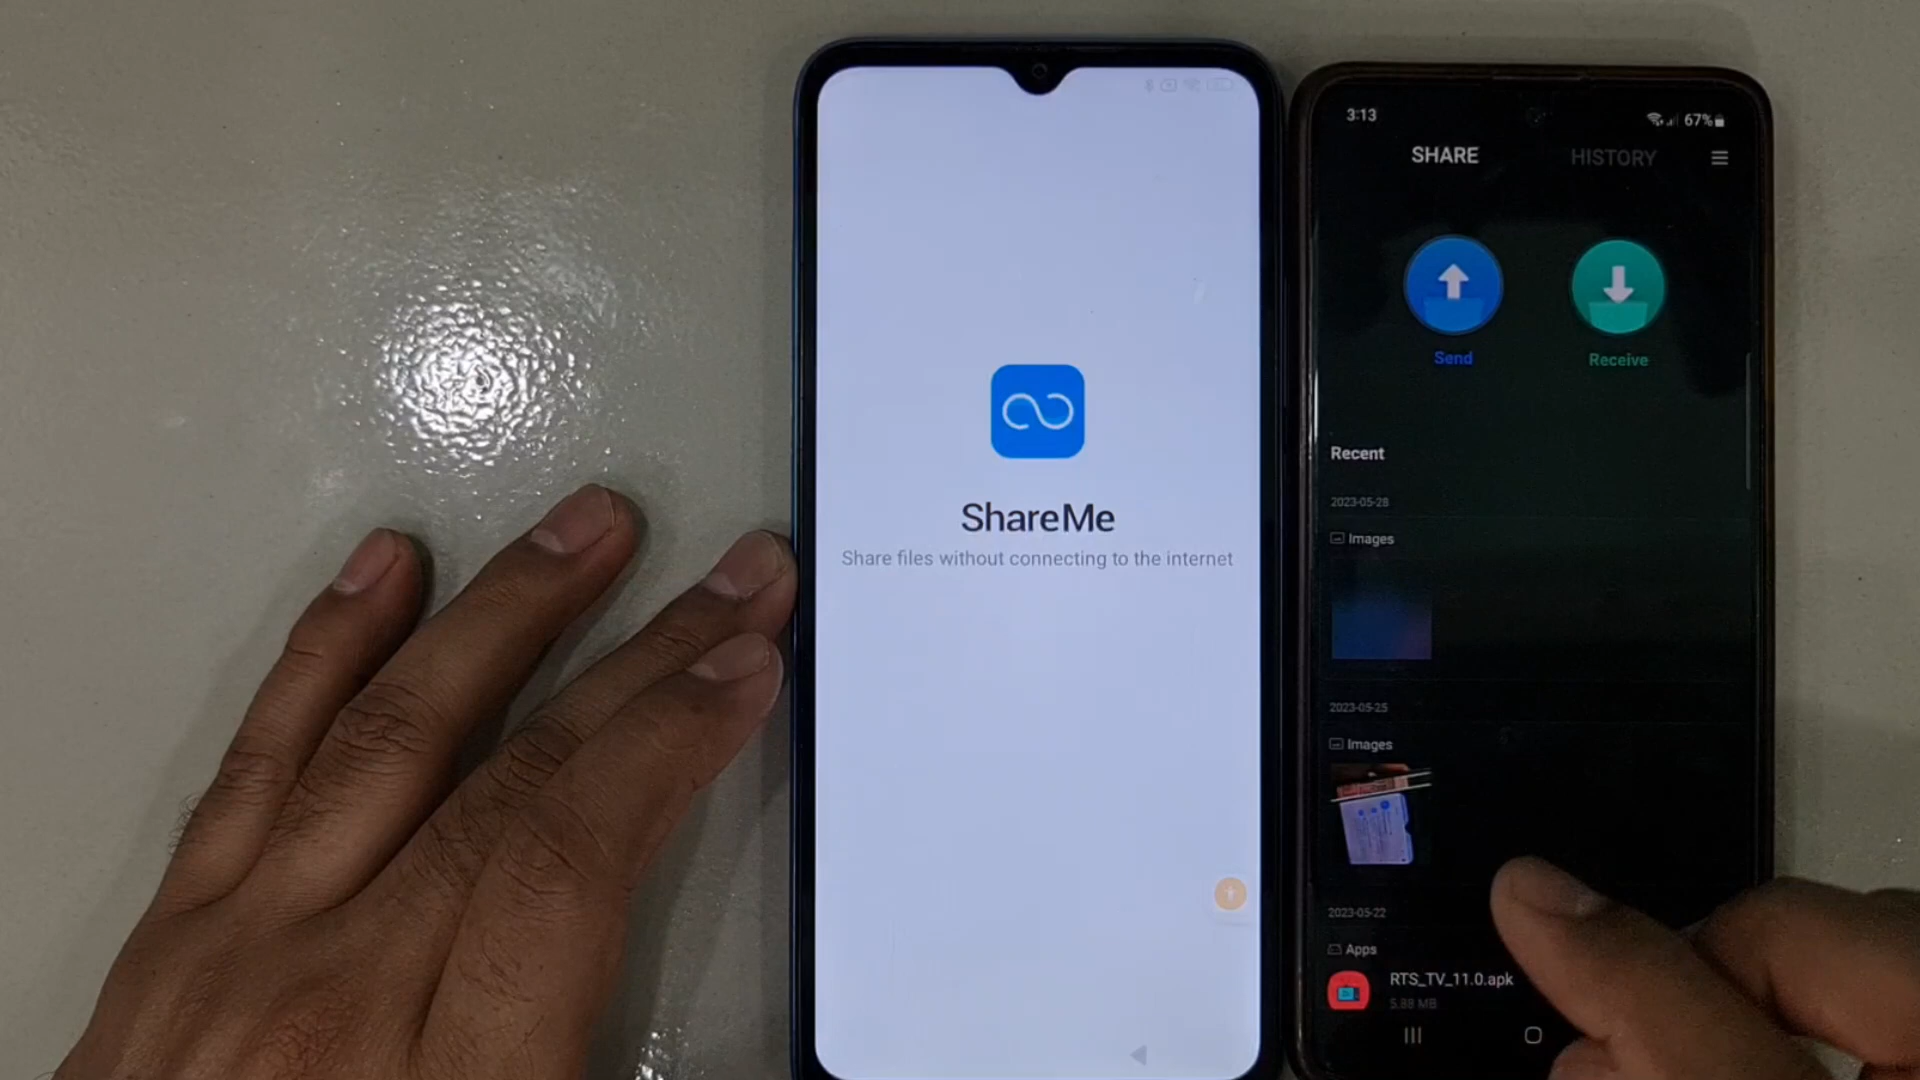 ShareMe
Share files without connecting to the internet
3:13
67%
SHARE
HISTORY
Send
Receive
Recent
2023-05-28
Images
2023-05-25
Images
2023-05-22
Apps
RTS_TV_11.0.apk
5.88 MB